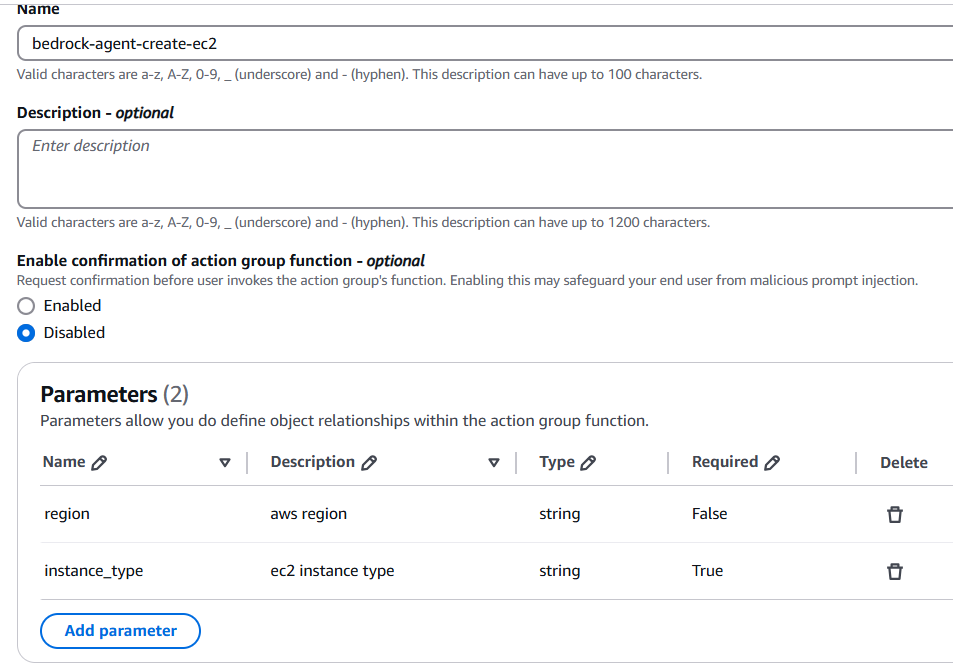 Name
bedrock-agent-create-ec2
Valid characters are a-z, A-Z, 0-9, _ (underscore) and - (hyphen). This description can have up to 100 characters.
Description - optional
Enter description
Valid characters are a-z, A-Z, 0-9, _ (underscore) and - (hyphen). This description can have up to 1200 characters.
Enable confirmation of action group function - optional
Request confirmation before user invokes the action group's function. Enabling this may safeguard your end user from malicious prompt injection.
Enabled
Disabled
Parameters (2)
Parameters allow you do define object relationships within the action group function.
Name Description Type Required Delete
region aws region string False
instance_type ec2 instance type string True
Add parameter